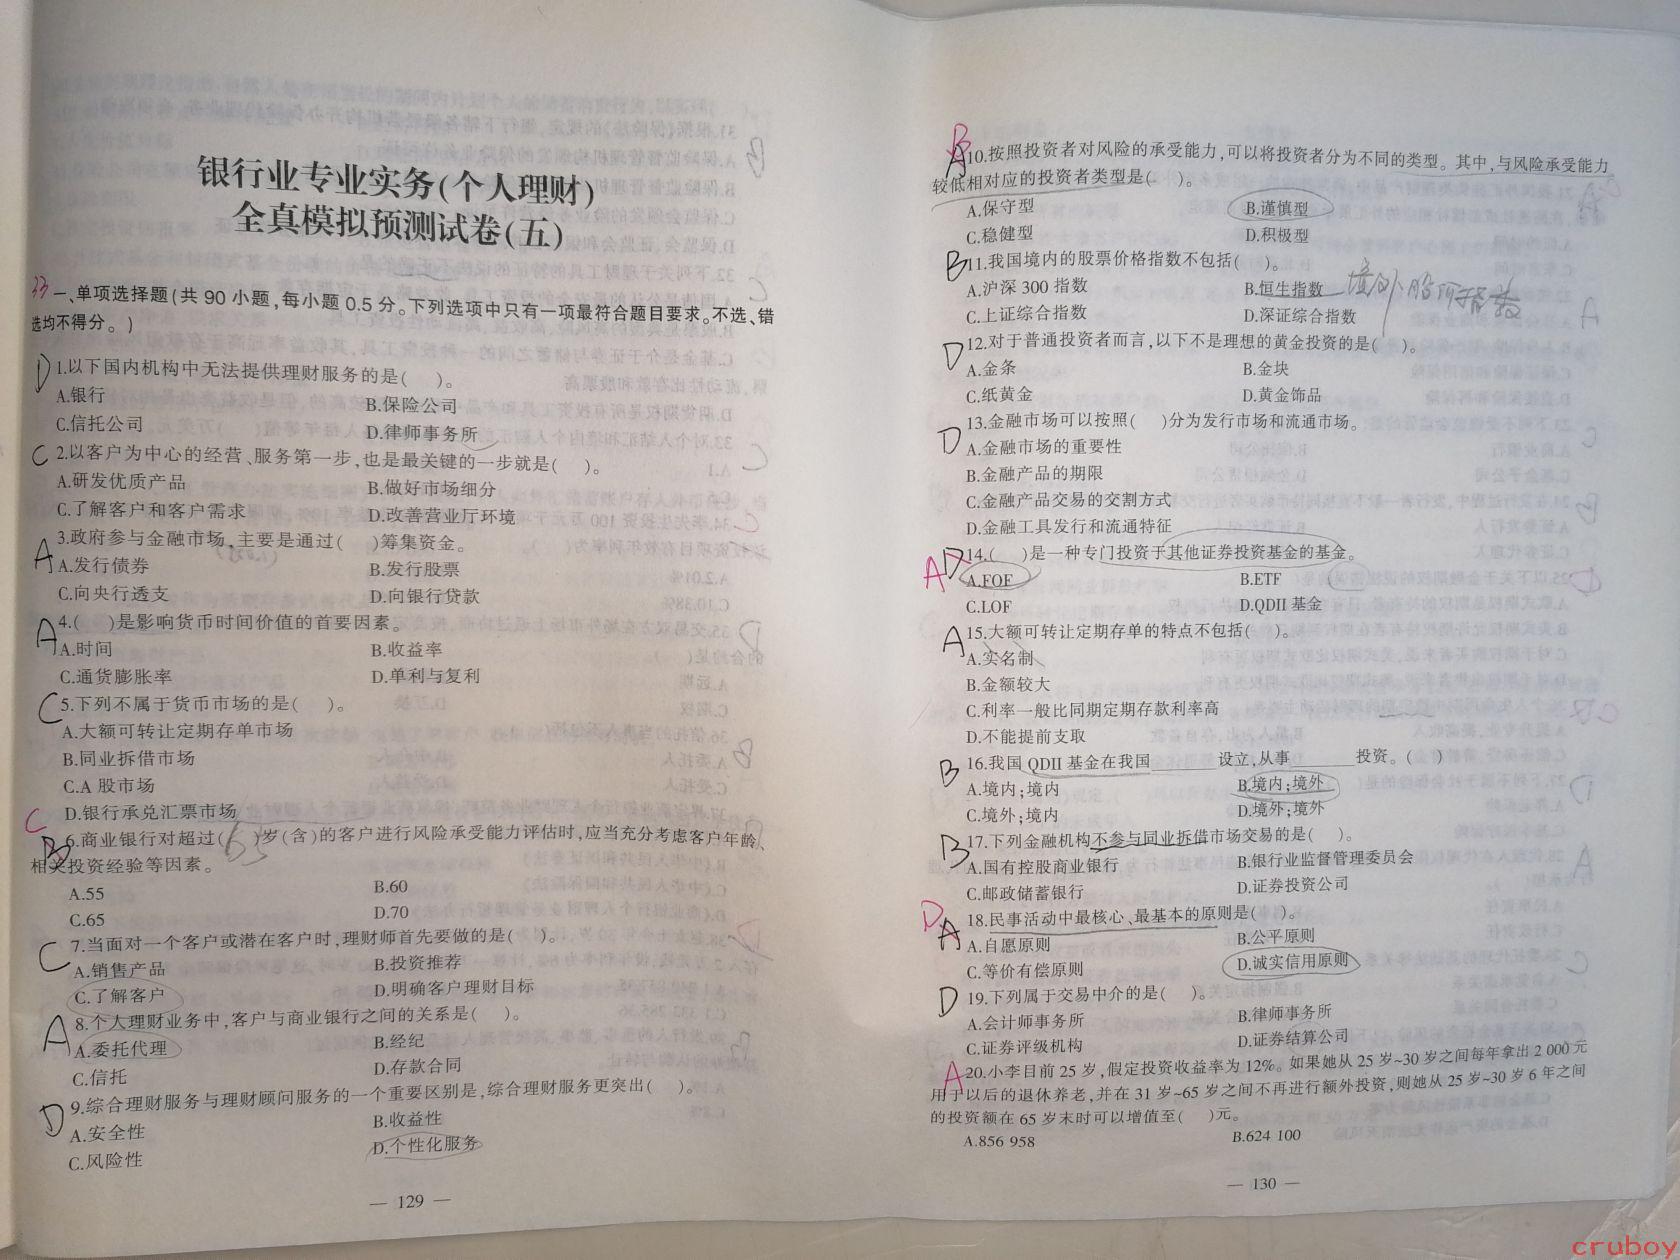 银行业专业实务(个人理财)
全真模拟预测试卷(五)
33
一、单项选择题(共 90 小题,每小题 0.5 分。下列选项中只有一项最符合题目要求。不选、错
选均不得分。)
D 1.以下国内机构中无法提供理财服务的是(　)。
A.银行 B.保险公司
C.信托公司 D.律师事务所
C 2.以客户为中心的经营、服务第一步,也是最关键的一步就是(　)。
A.研发优质产品 B.做好市场细分
C.了解客户和客户需求 D.改善营业厅环境
A 3.政府参与金融市场,主要是通过(　)筹集资金。
A.发行债券 B.发行股票
C.向央行透支 D.向银行贷款
A 4.(　)是影响货币时间价值的首要因素。
A.时间 B.收益率
C.通货膨胀率 D.单利与复利
C 5.下列不属于货币市场的是(　)。
A.大额可转让定期存单市场
B.同业拆借市场
C.A 股市场
D.银行承兑汇票市场
C B 6.商业银行对超过( 65 )岁(含)的客户进行风险承受能力评估时,应当充分考虑客户年龄、
相关投资经验等因素。
A.55 B.60
C.65 D.70
C 7.当面对一个客户或潜在客户时,理财师首先要做的是(　)。
A.销售产品 B.投资推荐
C.了解客户 D.明确客户理财目标
A 8.个人理财业务中,客户与商业银行之间的关系是(　)。
A.委托代理 B.经纪
C.信托 D.存款合同
D 9.综合理财服务与理财顾问服务的一个重要区别是,综合理财服务更突出(　)。
A.安全性 B.收益性
C.风险性 D.个性化服务
— 129 —
B A 10.按照投资者对风险的承受能力,可以将投资者分为不同的类型。其中,与风险承受能力
较低相对应的投资者类型是(　)。
A.保守型 B.谨慎型
C.稳健型 D.积极型
B 11.我国境内的股票价格指数不包括(　)。
A.沪深 300 指数 B.恒生指数 境外股所指数
C.上证综合指数 D.深证综合指数
D 12.对于普通投资者而言,以下不是理想的黄金投资的是(　)。
A.金条 B.金块
C.纸黄金 D.黄金饰品
D 13.金融市场可以按照(　)分为发行市场和流通市场。
A.金融市场的重要性
B.金融产品的期限
C.金融产品交易的交割方式
D.金融工具发行和流通特征
A D 14.(　)是一种专门投资于其他证券投资基金的基金。
A.FOF B.ETF
C.LOF D.QDII 基金
A 15.大额可转让定期存单的特点不包括(　)。
A.实名制
B.金额较大
C.利率一般比同期定期存款利率高
D.不能提前支取
B 16.我国 QDII 基金在我国______设立,从事______投资。(　)
A.境内;境内 B.境内;境外
C.境外;境内 D.境外;境外
B 17.下列金融机构不参与同业拆借市场交易的是(　)。
A.国有控股商业银行 B.银行业监督管理委员会
C.邮政储蓄银行 D.证券投资公司
D A 18.民事活动中最核心、最基本的原则是(　)。
A.自愿原则 B.公平原则
C.等价有偿原则 D.诚实信用原则
D 19.下列属于交易中介的是(　)。
A.会计师事务所 B.律师事务所
C.证券评级机构 D.证券结算公司
A 20.小李目前 25 岁,假定投资收益率为 12%。如果她从 25 岁~30 岁之间每年拿出 2 000 元
用于以后的退休养老,并在 31 岁~65 岁之间不再进行额外投资,则她从 25 岁~30 岁 6 年之间
的投资额在 65 岁末时可以增值至(　)元。
A.856 958 B.624 100
— 130 —
cruboy